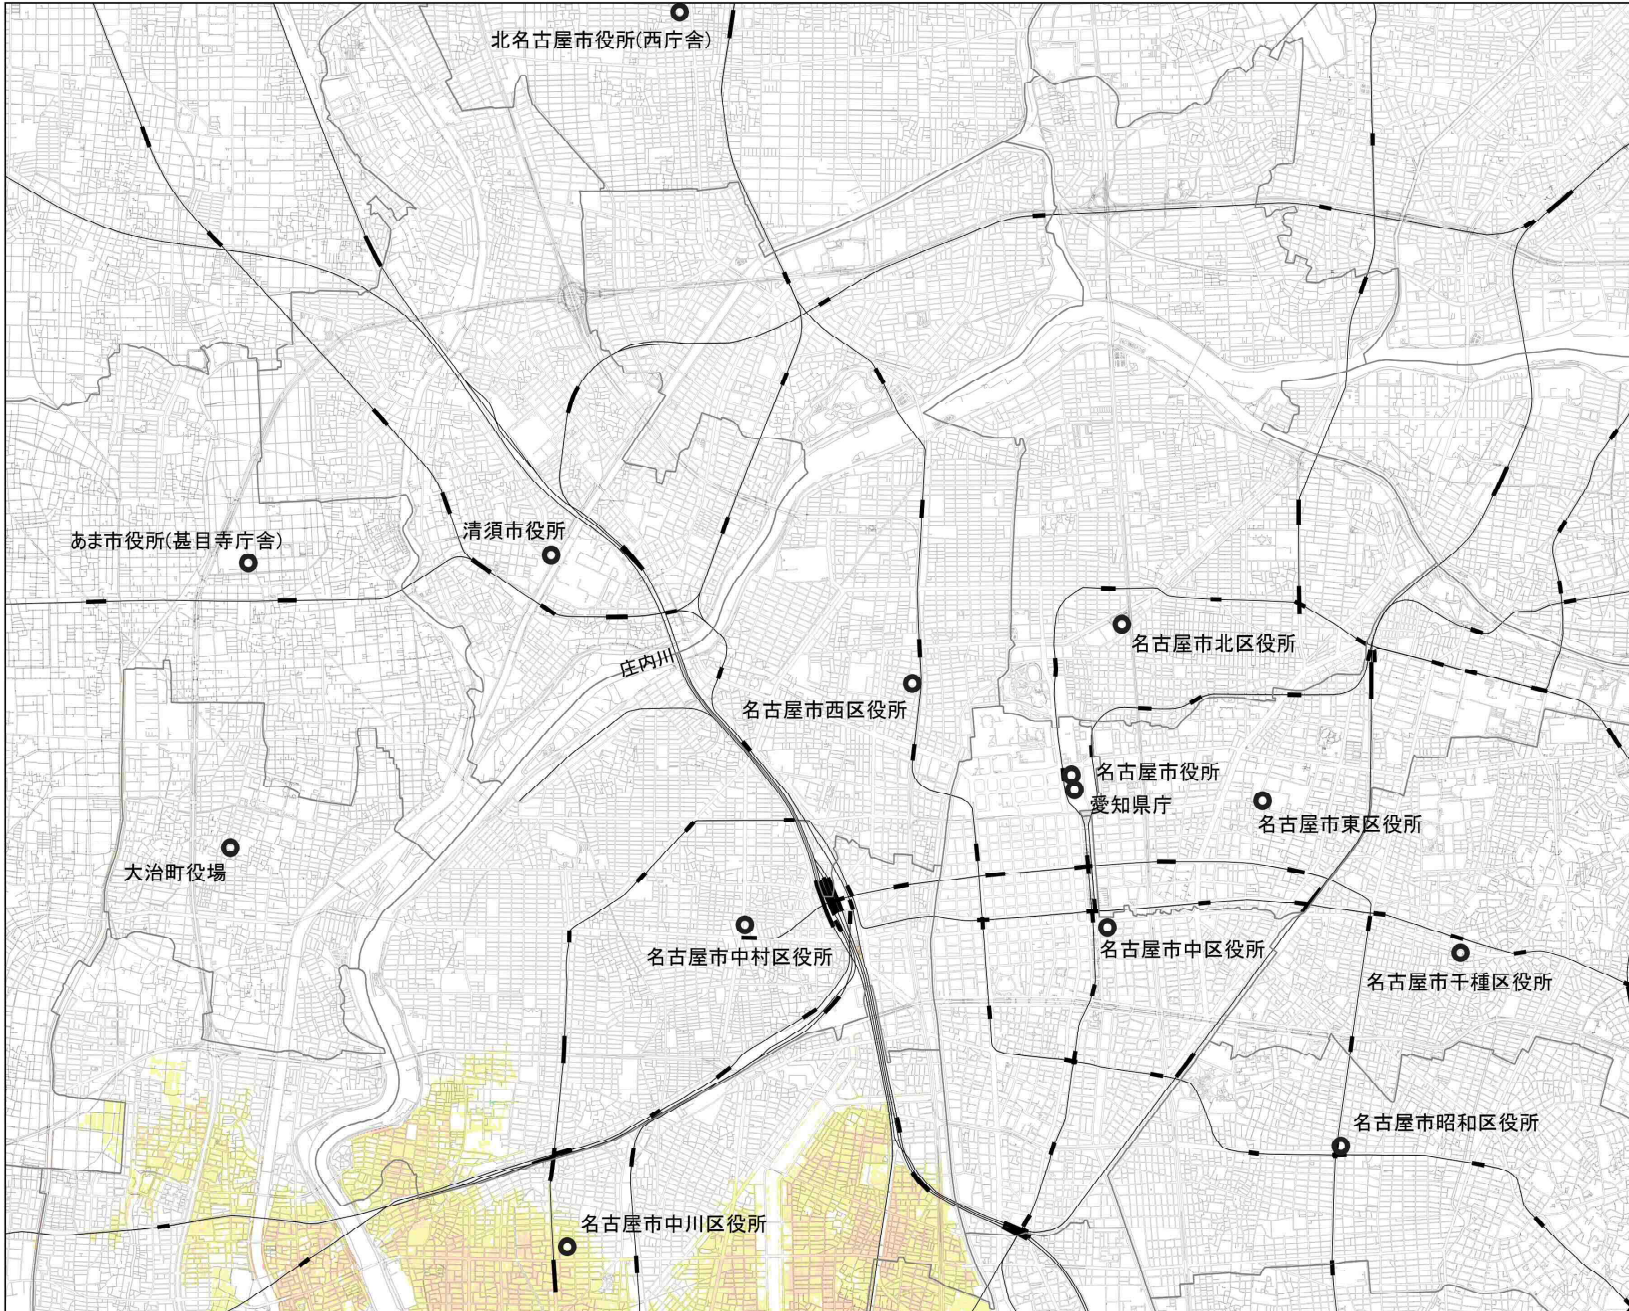 北名古屋市役所(西庁舎)
清須市役所
あま市役所(甚目寺庁舎)
名古屋市北区役所
庄内川
名古屋市西区役所
名古屋市役所
愛知県庁
名古屋市東区役所
大治町役場
名古屋市中村区役所
名古屋市中区役所
名古屋市千種区役所
名古屋市昭和区役所
名古屋市中川区役所